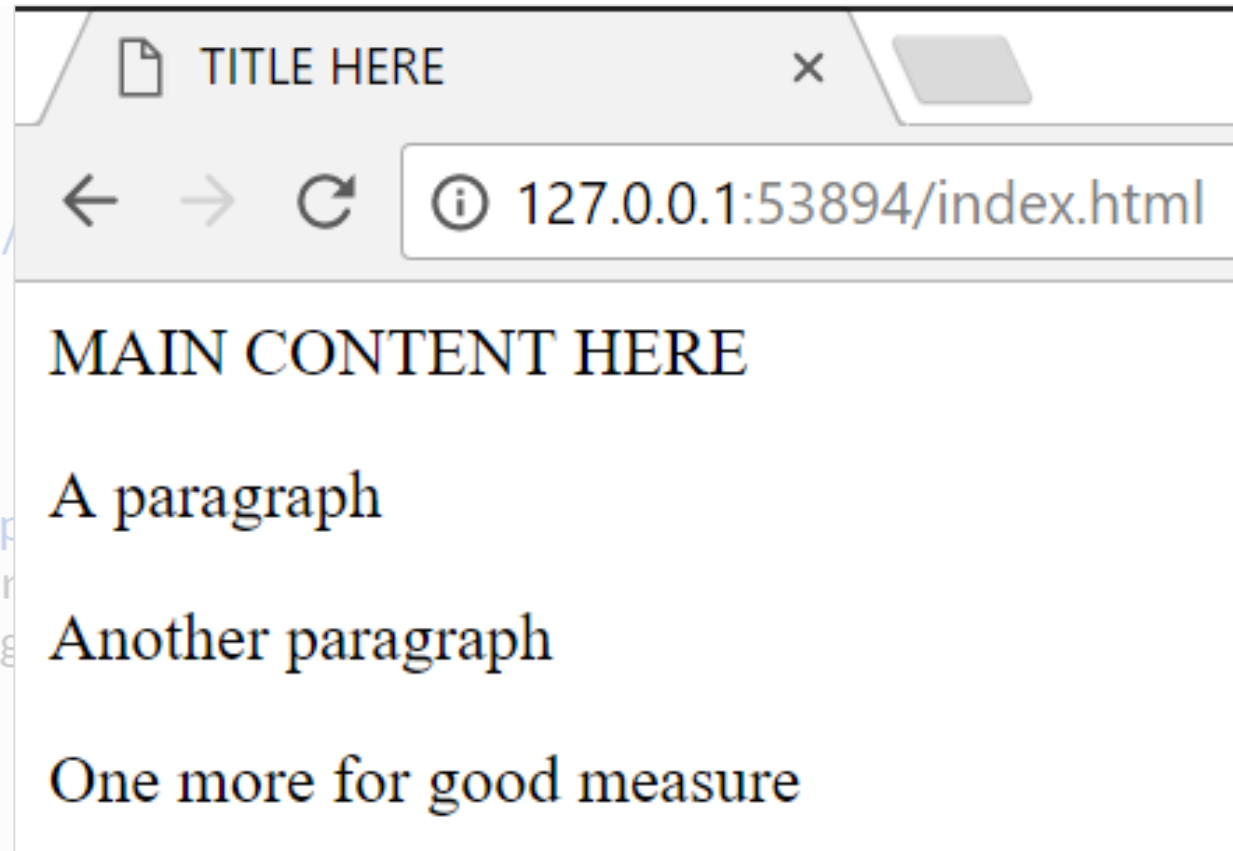 TITLE HERE
127.0.0.1:53894/index.html
MAIN CONTENT HERE
A paragraph
Another paragraph
One more for good measure